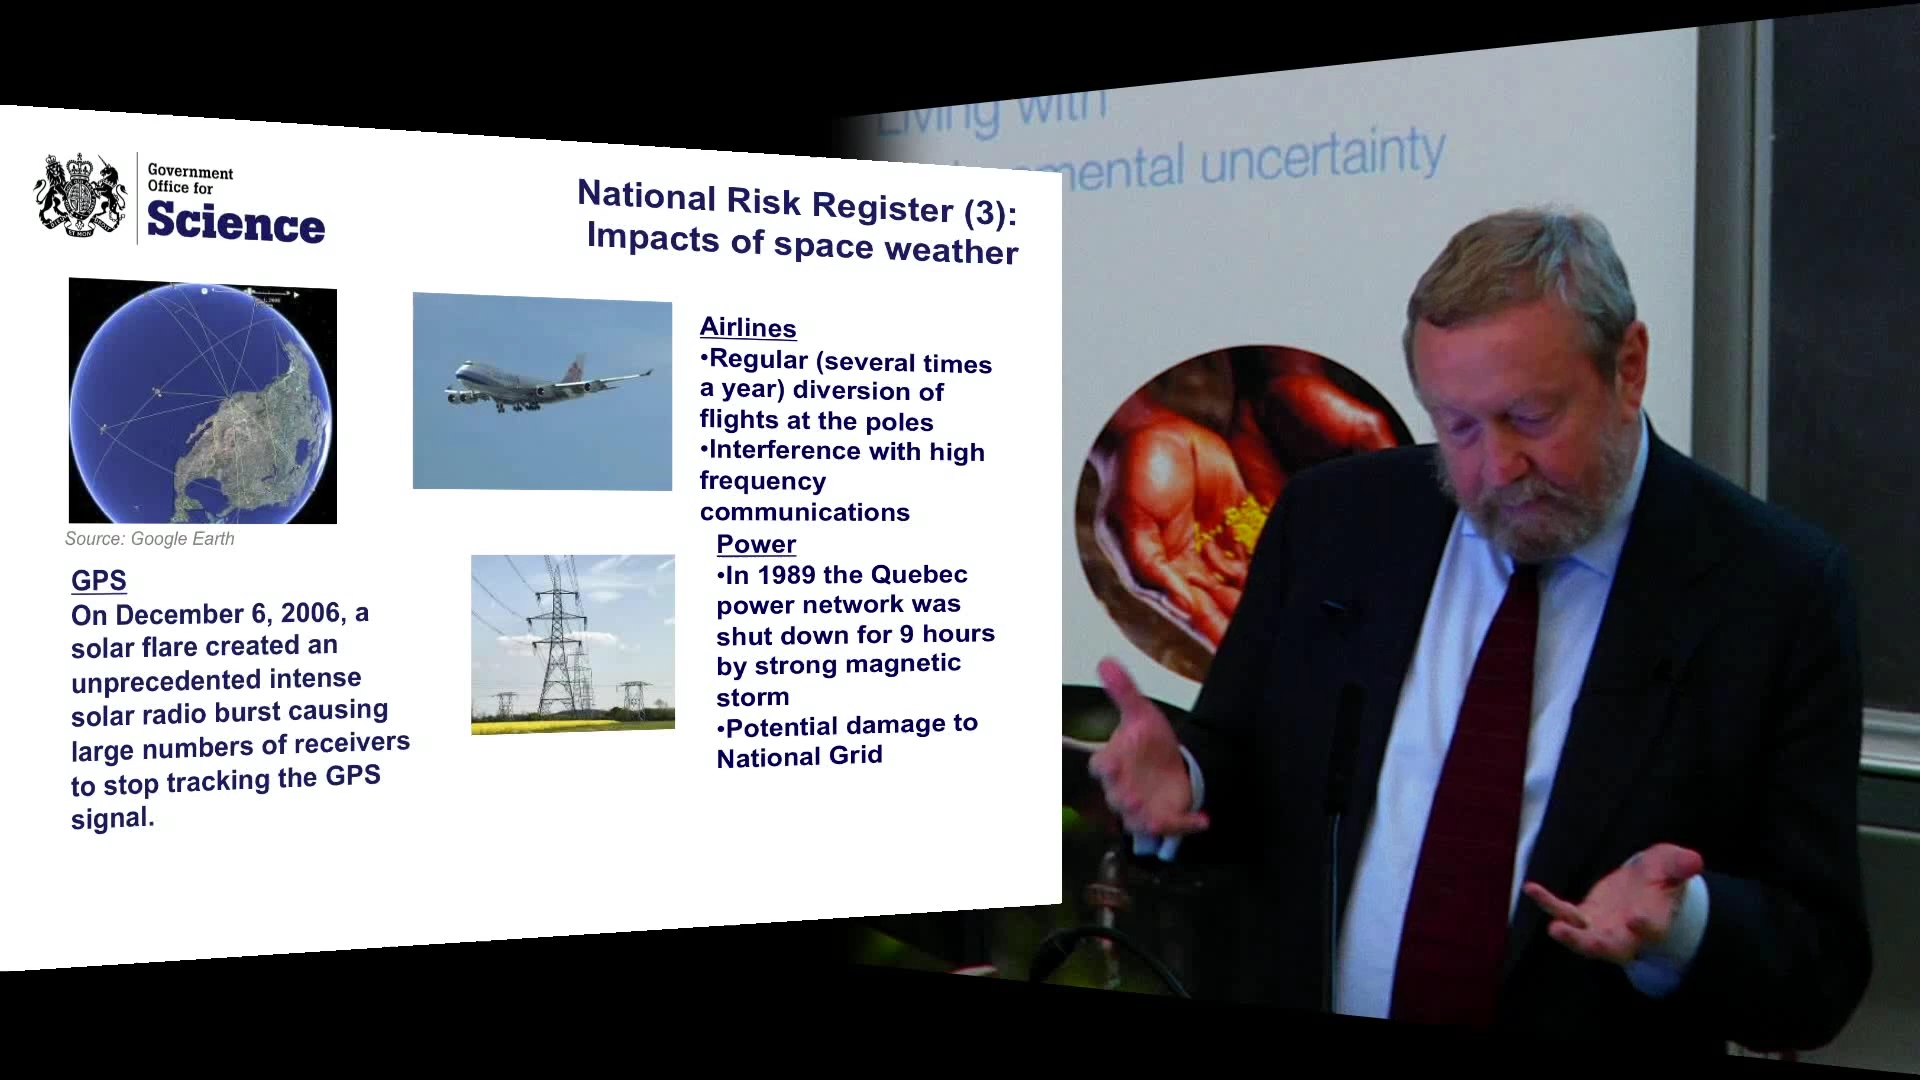 Government
Office for
Science
National Risk Register (3):
Impacts of space weather
Source: Google Earth
GPS
On December 6, 2006, a
solar flare created an
unprecedented intense
solar radio burst causing
large numbers of receivers
to stop tracking the GPS
signal.
Airlines
•Regular (several times
a year) diversion of
flights at the poles
•Interference with high
frequency
communications
Power
•In 1989 the Quebec
power network was
shut down for 9 hours
by strong magnetic
storm
•Potential damage to
National Grid
Living with
mental uncertainty